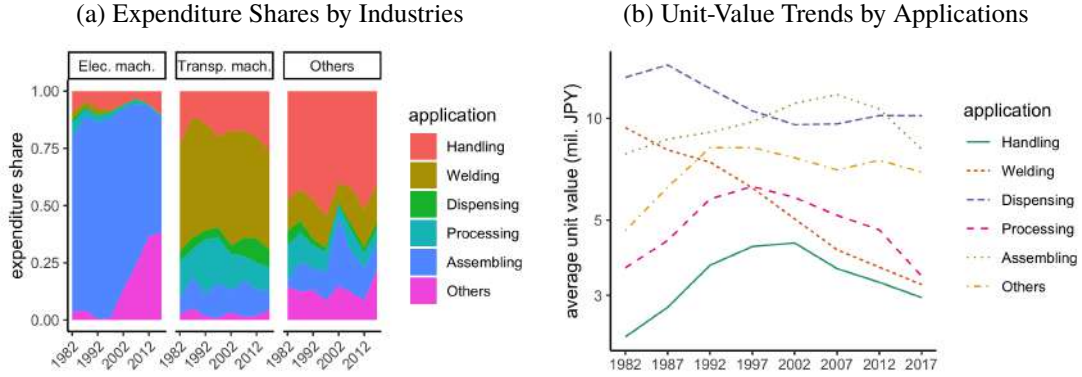 (a) Expenditure Shares by Industries
Elec. mach.
Transp. mach.
Others
1.00
0.75
0.50
0.25
0.00
expenditure share
1982
1992
2002
2012
1982
1992
2002
2012
1982
1992
2002
2012
application
Handling
Welding
Dispensing
Processing
Assembling
Others
(b) Unit-Value Trends by Applications
10
5
3
average unit value (mil. JPY)
1982 1987 1992 1997 2002 2007 2012 2017
application
Handling
Welding
Dispensing
Processing
Assembling
Others